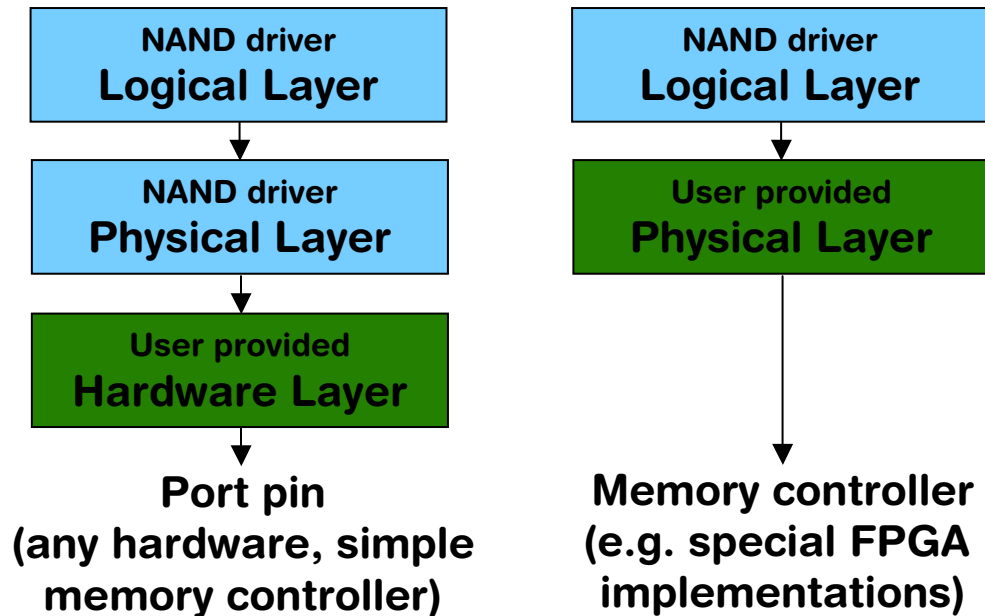 NAND driver
Logical Layer
NAND driver
Physical Layer
User provided
Hardware Layer
Port pin
(any hardware, simple
memory controller)
NAND driver
Logical Layer
User provided
Physical Layer
Memory controller
(e.g. special FPGA
implementations)